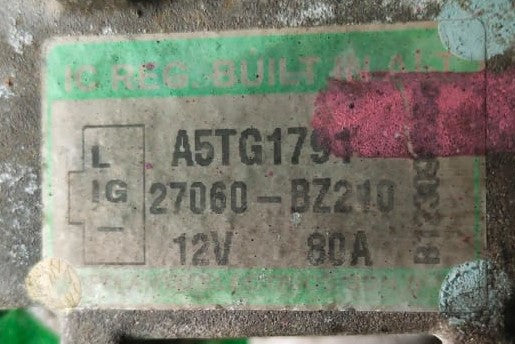 IC REG. BUILT IN ALT
L
IG
A5TG1791
27060-BZ210
12V 80A